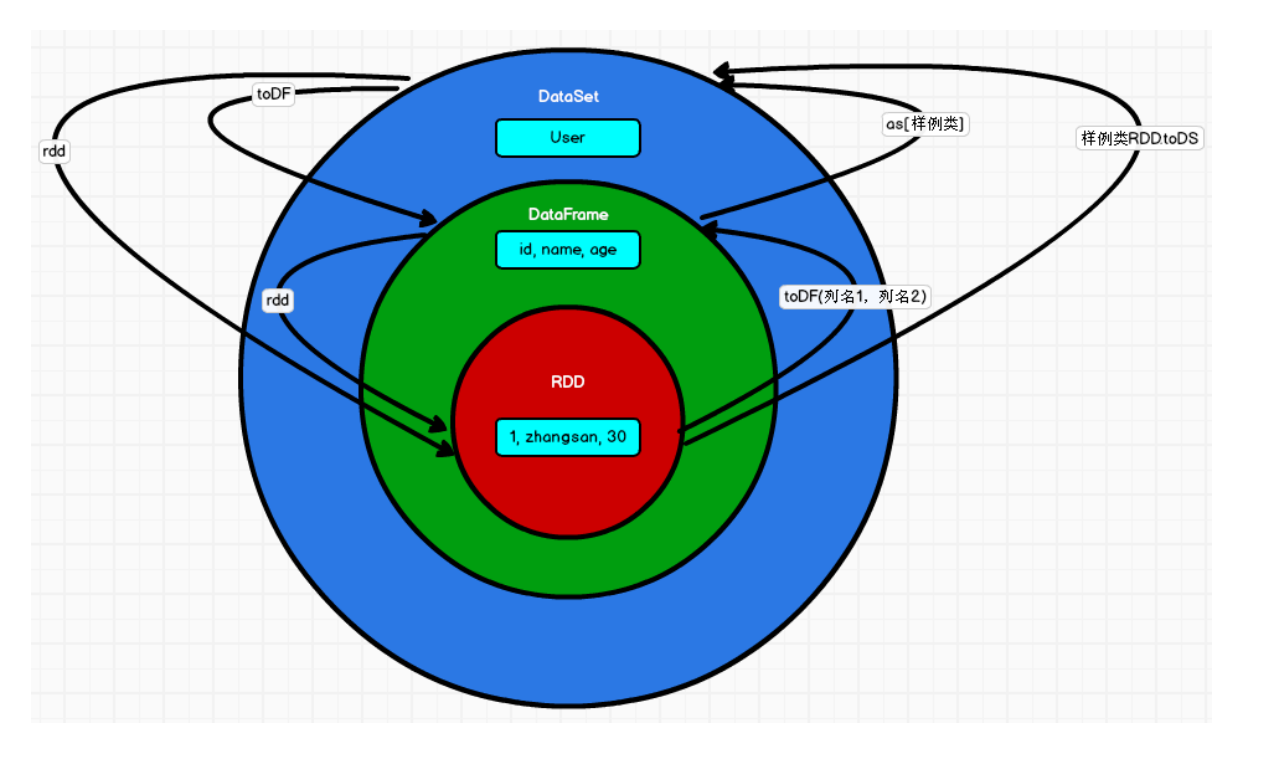 DataSet
toDF
User
as[样例类]
样例类RDD.toDS
rdd
DataFrame
id, name, age
rdd
toDF(列名1，列名2)
RDD
1, zhangsan, 30